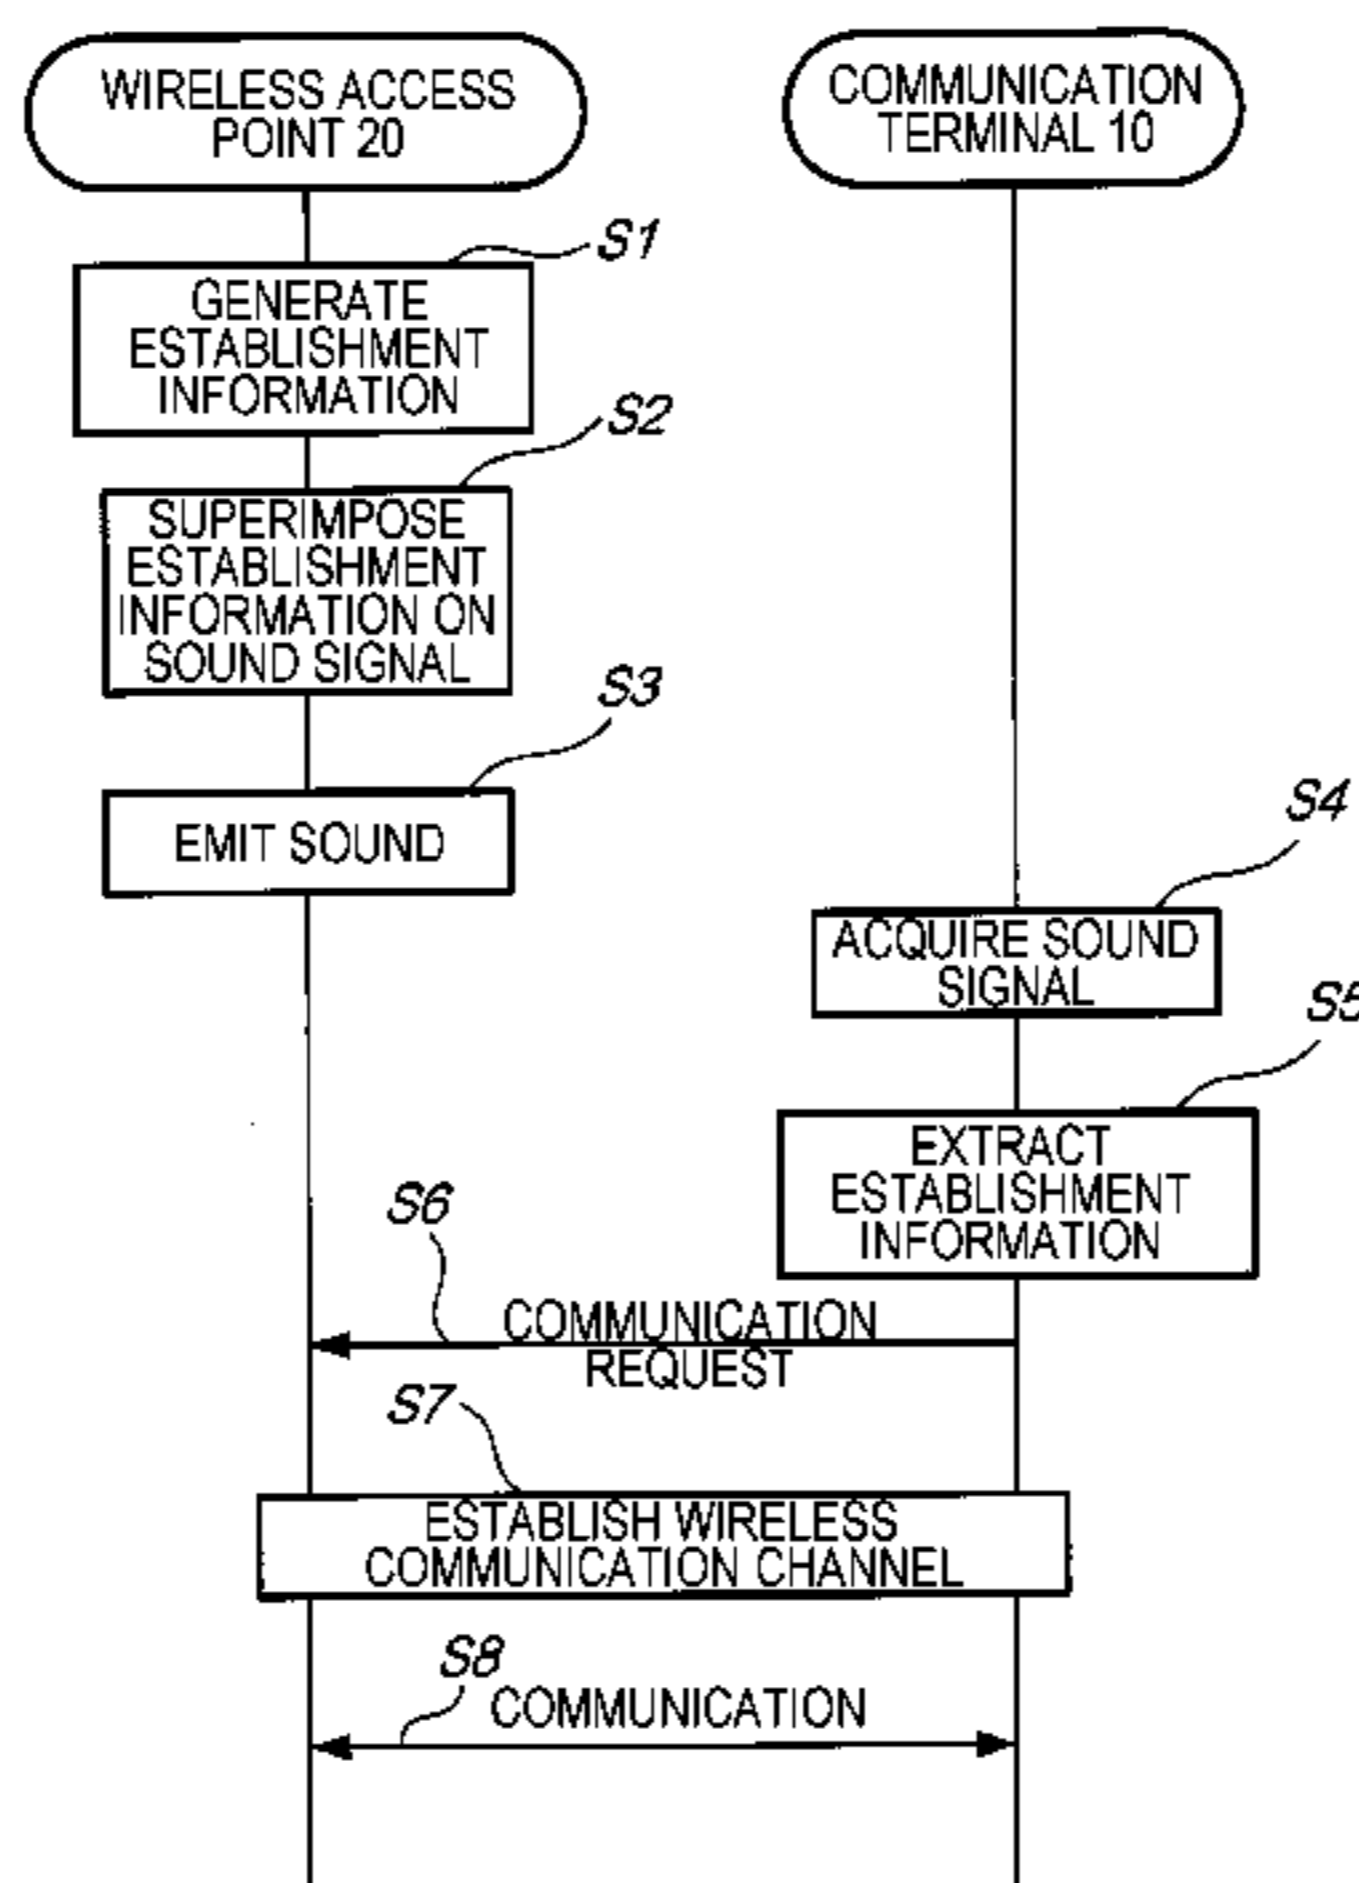 WIRELESS ACCESS
POINT 20
COMMUNICATION
TERMINAL 10
S1
GENERATE
ESTABLISHMENT
INFORMATION
S2
SUPERIMPOSE
ESTABLISHMENT
INFORMATION ON
SOUND SIGNAL
S3
EMIT SOUND
S4
ACQUIRE SOUND
SIGNAL
S5
EXTRACT
ESTABLISHMENT
INFORMATION
S6
COMMUNICATION
REQUEST
S7
ESTABLISH WIRELESS
COMMUNICATION CHANNEL
S8
COMMUNICATION